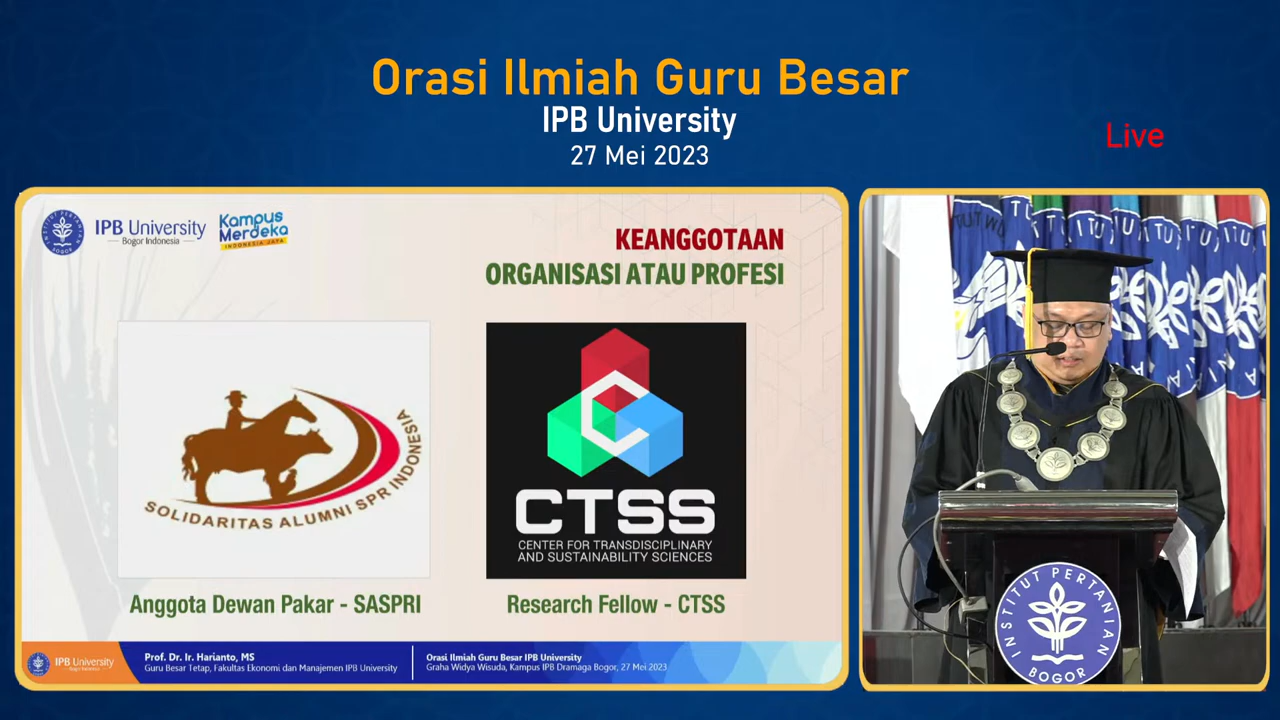 Orasi Ilmiah Guru Besar
IPB University
27 Mei 2023
Live
IPB University
Bogor Indonesia
Kampus
Merdeka
INDONESIA JAYA
KEANGGOTAAN
ORGANISASI ATAU PROFESI
SOLIDARITAS ALUMNI SPR INDONESIA
CTSS
CENTER FOR TRANSDISCIPLINARY
AND SUSTAINABILITY SCIENCES
Anggota Dewan Pakar - SASPRI
Research Fellow - CTSS
IPB University
Prof. Dr. Ir. Harianto, MS
Guru Besar Tetap, Fakultas Ekonomi dan Manajemen IPB University
Orasi Ilmiah Guru Besar IPB University
Graha Widya Wisuda, Kampus IPB Dramaga Bogor, 27 Mei 2023
INSTITUT PERTANIAN
BOGOR